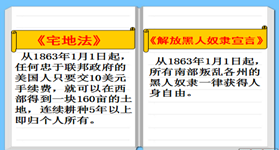 《宅地法》
从1863年1月1日起，
任何忠于联邦政府的
美国人只要交10美元
手续费，就可以在西
部得到一块160亩的土
地，连续耕种5年以上
即归个人所有。
《解放黑人奴隶宣言》
从1863年1月1日起，
所有南部叛乱各州的
黑人奴隶一律获得人
身自由。